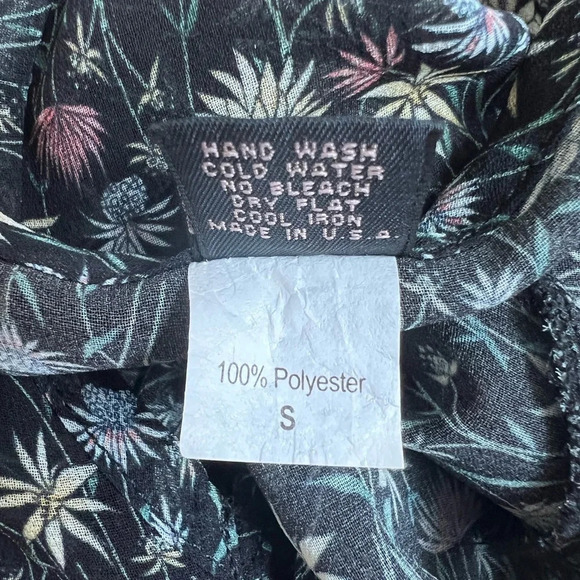 HAND WASH
COLD WATER
NO BLEACH
DRY FLAT
COOL IRON
MADE IN U.S.A.
100% Polyester
S